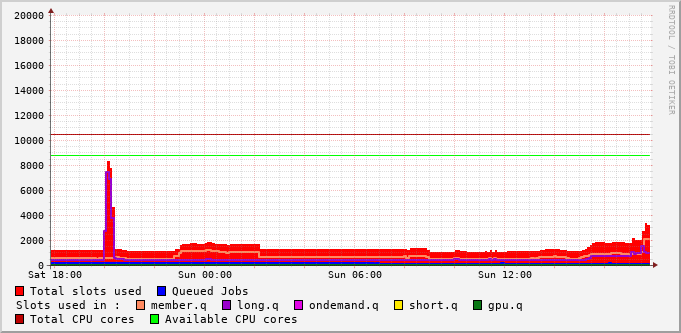 20000
18000
16000
14000
12000
10000
8000
6000
4000
2000
0
Sat 18:00 Sun 00:00 Sun 06:00 Sun 12:00
RRDTOOL / TOBI OETIKER
Total slots used Queued Jobs
Slots used in : member.q long.q ondemand.q short.q gpu.q
Total CPU cores Available CPU cores